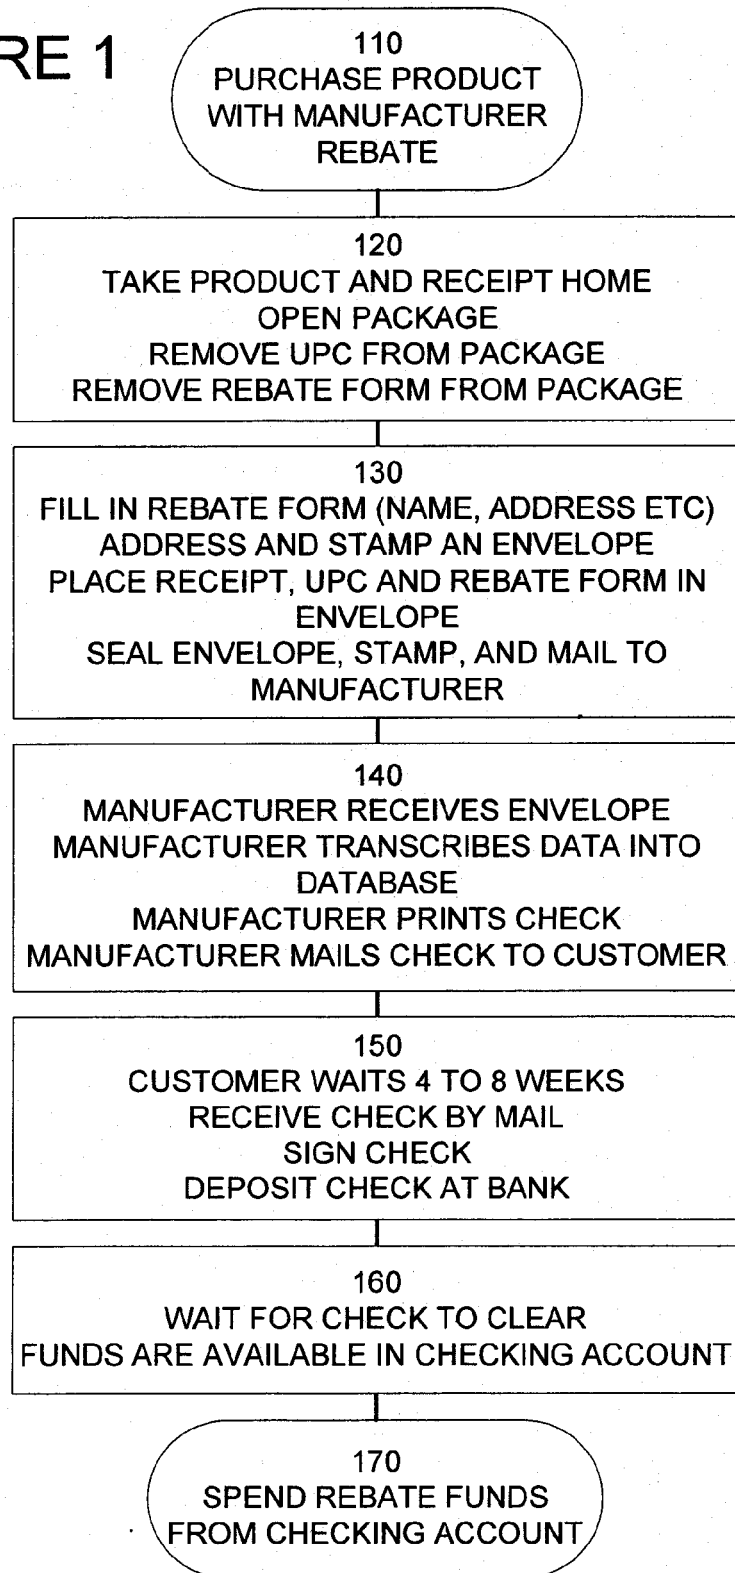 RE 1
110
PURCHASE PRODUCT
WITH MANUFACTURER
REBATE
120
TAKE PRODUCT AND RECEIPT HOME
OPEN PACKAGE
REMOVE UPC FROM PACKAGE
REMOVE REBATE FORM FROM PACKAGE
130
FILL IN REBATE FORM (NAME, ADDRESS ETC)
ADDRESS AND STAMP AN ENVELOPE
PLACE RECEIPT, UPC AND REBATE FORM IN
ENVELOPE
SEAL ENVELOPE, STAMP, AND MAIL TO
MANUFACTURER
140
MANUFACTURER RECEIVES ENVELOPE
MANUFACTURER TRANSCRIBES DATA INTO
DATABASE
MANUFACTURER PRINTS CHECK
MANUFACTURER MAILS CHECK TO CUSTOMER
150
CUSTOMER WAITS 4 TO 8 WEEKS
RECEIVE CHECK BY MAIL
SIGN CHECK
DEPOSIT CHECK AT BANK
160
WAIT FOR CHECK TO CLEAR
FUNDS ARE AVAILABLE IN CHECKING ACCOUNT
170
SPEND REBATE FUNDS
FROM CHECKING ACCOUNT